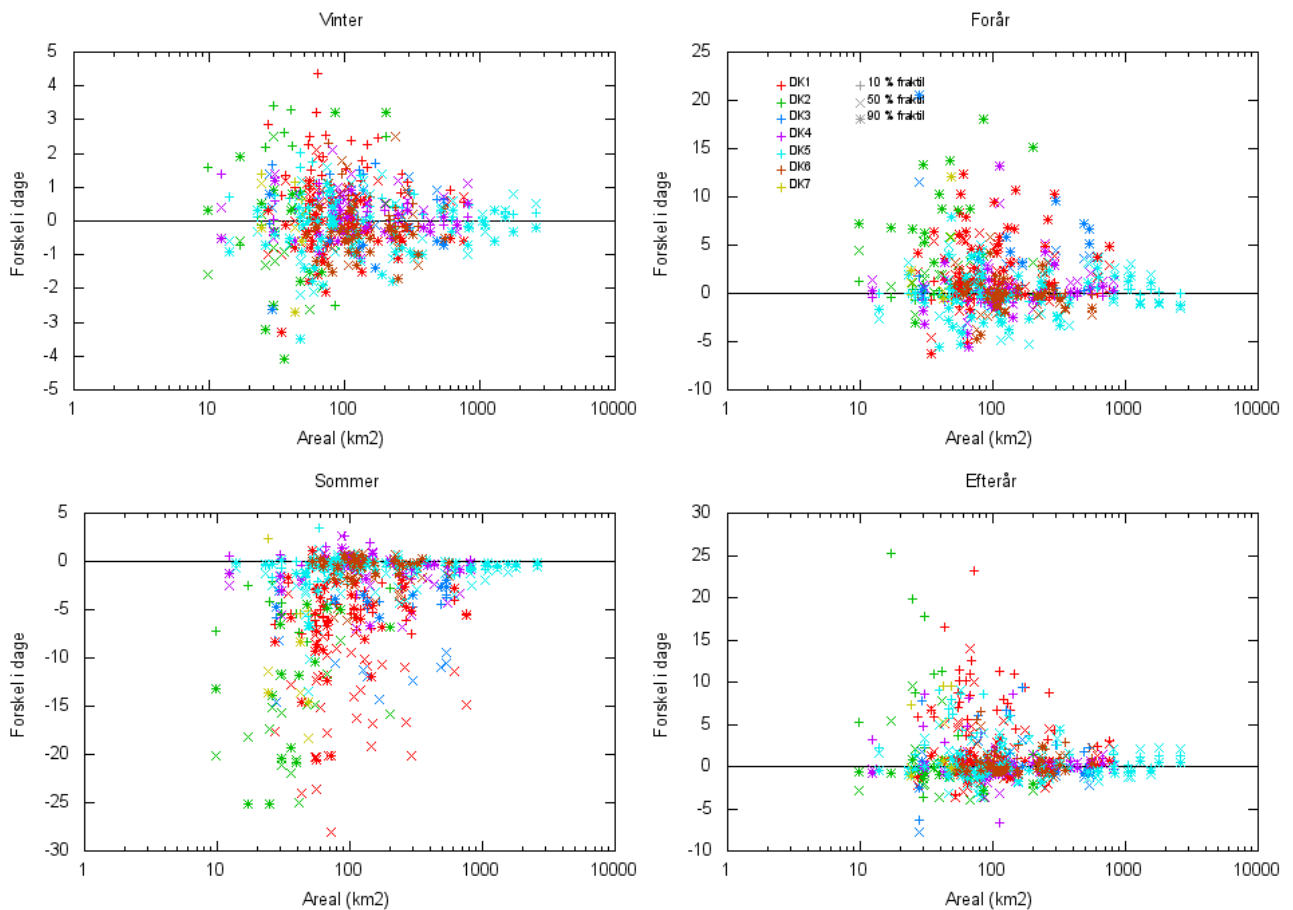 Vinter
5
4
3
2
1
0
-1
-2
-3
-4
-5
1
10
100
1000
10000
Forskel i dage
Areal (km2)
Forår
25
20
15
10
5
0
-5
-10
DK1
DK2
DK3
DK4
DK5
DK6
DK7
10 % fraktil
50 % fraktil
90 % fraktil
1
10
100
1000
10000
Forskel i dage
Areal (km2)
Sommer
5
0
-5
-10
-15
-20
-25
-30
1
10
100
1000
10000
Forskel i dage
Areal (km2)
Efterår
30
25
20
15
10
5
0
-5
-10
1
10
100
1000
10000
Forskel i dage
Areal (km2)